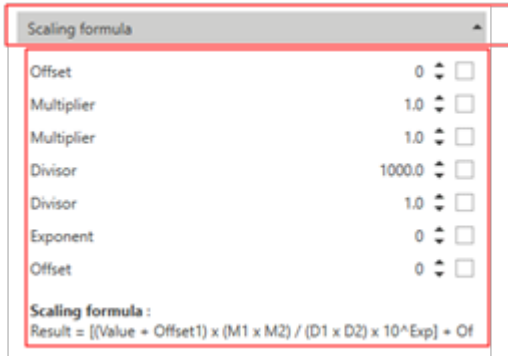 Scaling formula
Offset 0
Multiplier 1.0
Multiplier 1.0
Divisor 1000.0
Divisor 1.0
Exponent 0
Offset 0
Scaling formula :
Result = [(Value + Offset1) x (M1 x M2) / (D1 x D2) x 10^Exp] + Of